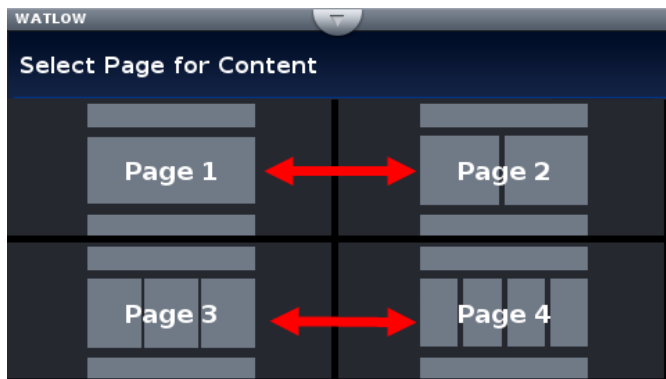 WATLOW
Select Page for Content
Page 1
Page 2
Page 3
Page 4